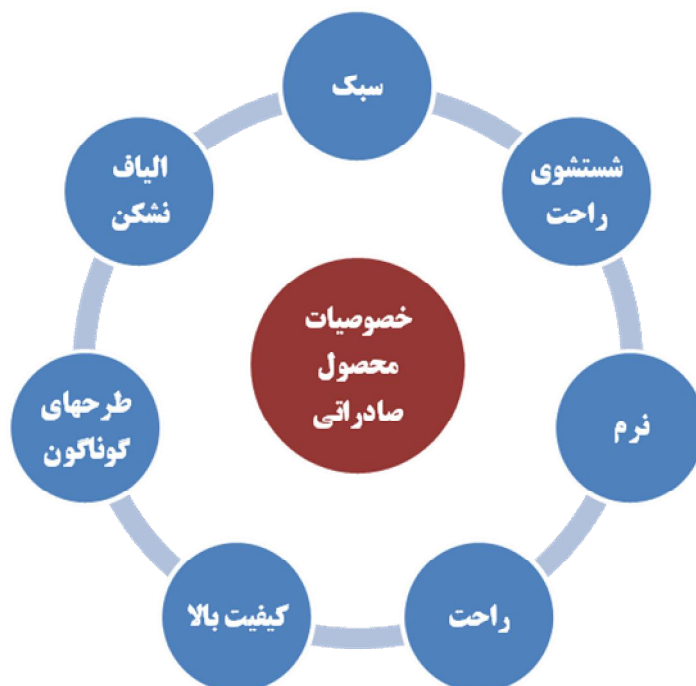 سبک
شستشوی
راحت
نرم
راحت
کیفیت بالا
طرحهای
گوناگون
الیاف
نشکن
خصوصیات
محصول
صادراتی